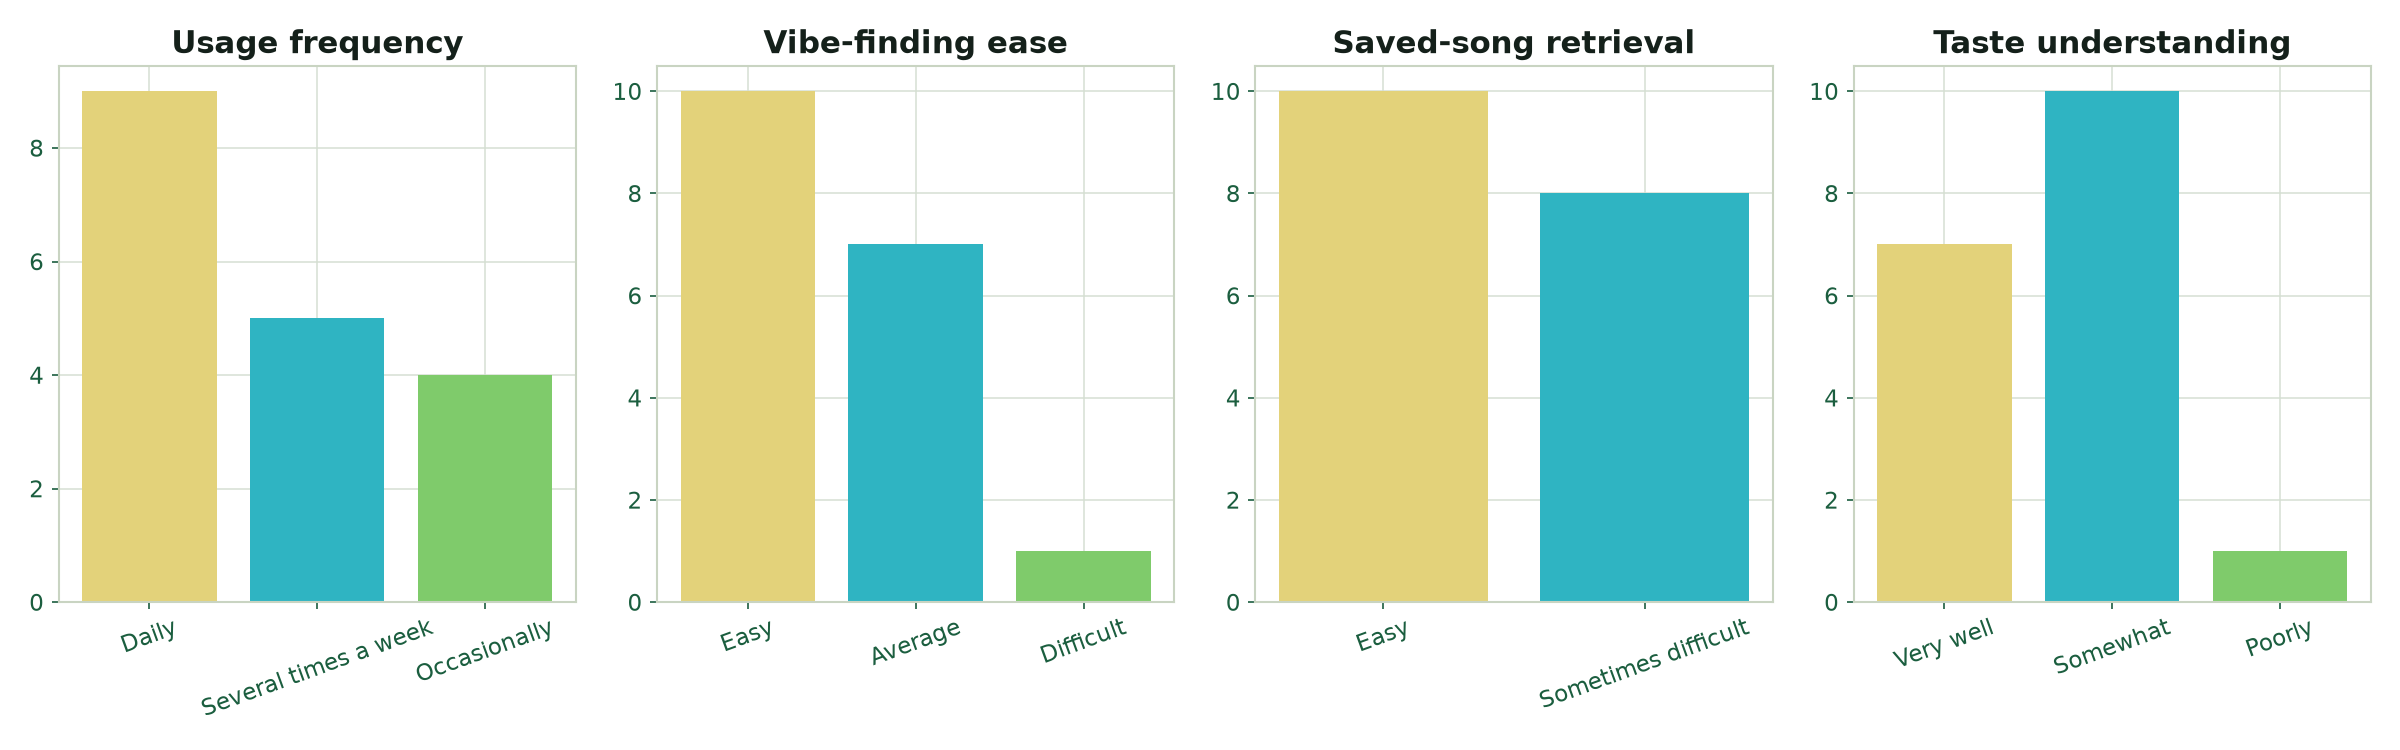 Usage frequency
8
6
4
2
0
Daily
Several times a week
Occasionally
Vibe-finding ease
10
8
6
4
2
0
Easy
Average
Difficult
Saved-song retrieval
10
8
6
4
2
0
Easy
Sometimes difficult
Taste understanding
10
8
6
4
2
0
Very well
Somewhat
Poorly